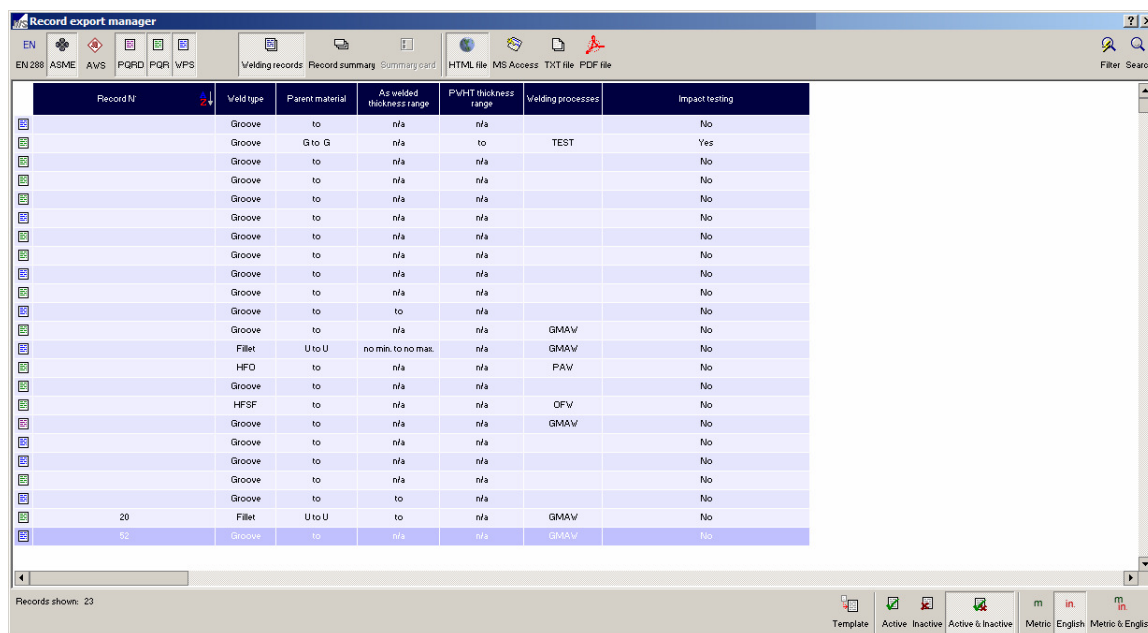 Record export manager
EN ASME AWS PQRD PQR WPS Welding records Record summary Summary card HTML file MS Access TXT file PDF file Filter Searc
EN 288
Record N° Weld type Parent material As welded thickness range PWHT thickness range Welding processes Impact testing
Groove to n/a n/a No
Groove G to G n/a to TEST Yes
Groove to n/a n/a No
Groove to n/a n/a No
Groove to n/a n/a No
Groove to n/a n/a No
Groove to n/a n/a No
Groove to n/a n/a No
Groove to n/a n/a No
Groove to n/a n/a No
Groove to to n/a No
Groove to n/a n/a GMAW No
Fillet U to U no min. to no max. n/a GMAW No
HFO to n/a n/a PAW No
Groove to n/a n/a No
HFSF to n/a n/a OFW No
Groove to n/a n/a GMAW No
Groove to n/a n/a No
Groove to n/a n/a No
Groove to n/a n/a No
Groove to to n/a No
20 Fillet U to U to n/a GMAW No
52 Groove to n/a n/a GMAW No
Records shown: 23
m in. m in.
Template Active Inactive Active & Inactive Metric English Metric & Englis